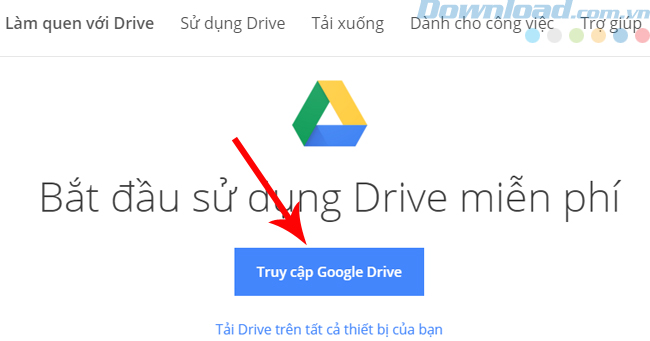 Download.com.vn
Làm quen với Drive Sử dụng Drive Tải xuống Dành cho công việc Trợ giúp
Bắt đầu sử dụng Drive miễn phí
Truy cập Google Drive
Tải Drive trên tất cả thiết bị của bạn